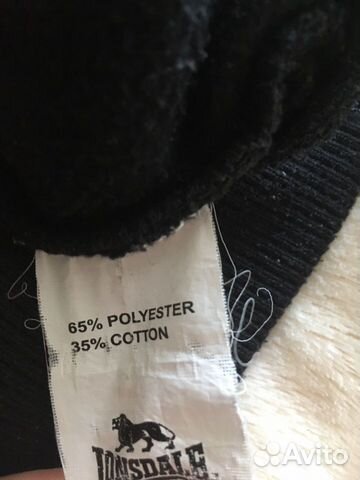 65% POLYESTER
35% COTTON
LONSDALE
Avito